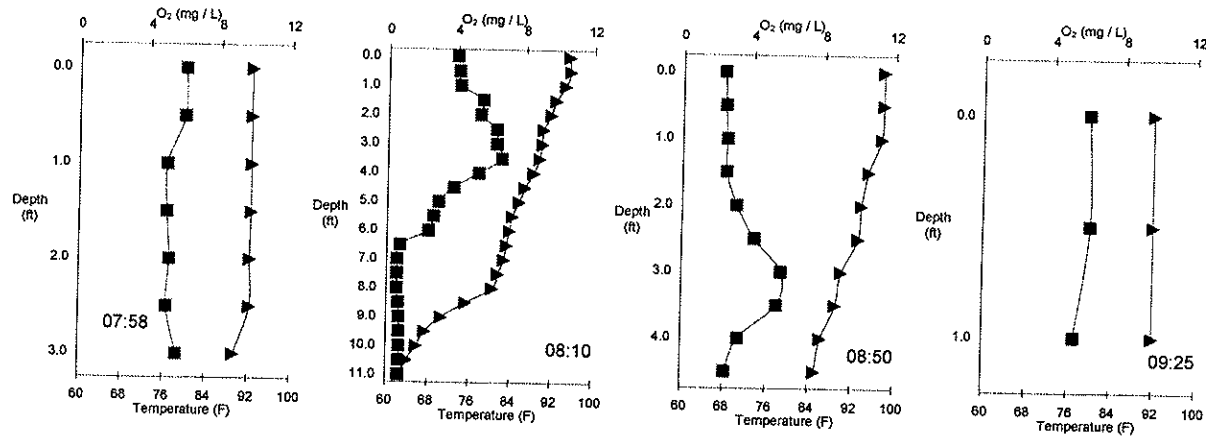 O₂ (mg / L)
0 4 8 12
0.0
1.0
Depth
(ft)
2.0
3.0
07:58
60 68 76 84 92 100
Temperature (F)
O₂ (mg / L)
0 4 8 12
0.0
1.0
2.0
3.0
4.0
Depth
(ft)
5.0
6.0
7.0
8.0
9.0
10.0
11.0
08:10
60 68 76 84 92 100
Temperature (F)
O₂ (mg / L)
0 4 8 12
0.0
1.0
2.0
Depth
(ft)
3.0
4.0
08:50
60 68 76 84 92 100
Temperature (F)
O₂ (mg / L)
0 4 8 12
0.0
Depth
(ft)
1.0
09:25
60 68 76 84 92 100
Temperature (F)